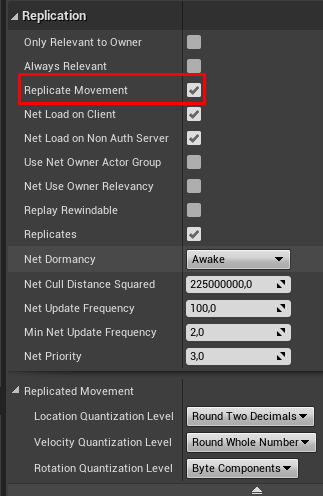 Replication
Only Relevant to Owner
Always Relevant
Replicate Movement
Net Load on Client
Net Load on Non Auth Server
Use Net Owner Actor Group
Net Use Owner Relevancy
Replay Rewindable
Replicates
Net Dormancy Awake
Net Cull Distance Squared 225000000,0
Net Update Frequency 100,0
Min Net Update Frequency 2,0
Net Priority 3,0
Replicated Movement
Location Quantization Level Round Two Decimals
Velocity Quantization Level Round Whole Number
Rotation Quantization Level Byte Components